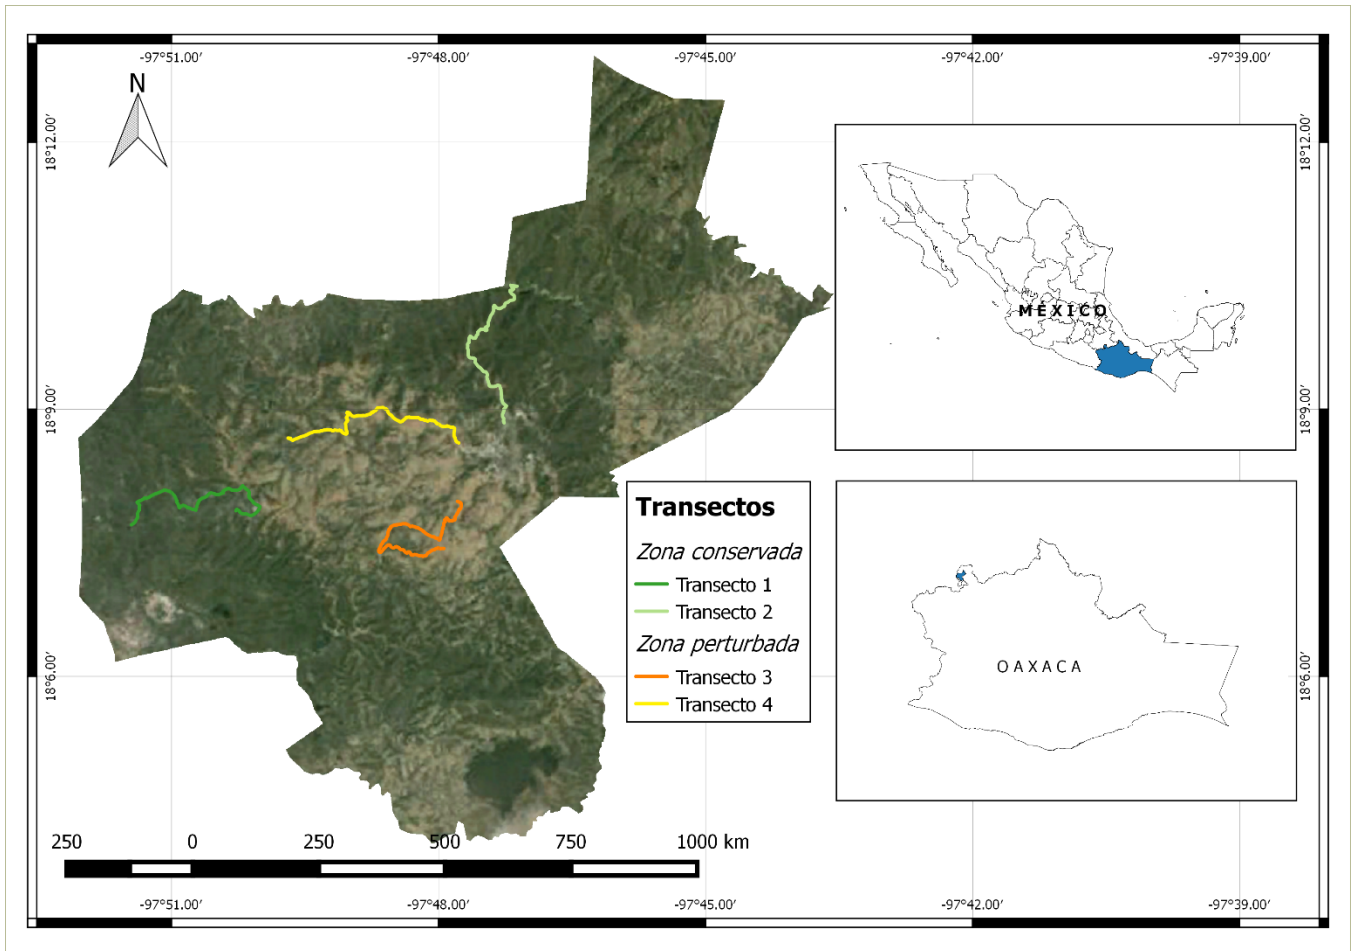 -97°51.00′
-97°48.00′
-97°45.00′
-97°42.00′
-97°39.00′
N
18°12.00′
18°12.00′
MÉXICO
18°9.00′
18°9.00′
Transectos
Zona conservada
Transecto 1
Transecto 2
Zona perturbada
Transecto 3
Transecto 4
OAXACA
18°6.00′
18°6.00′
250 0 250 500 750 1000 km
-97°51.00′
-97°48.00′
-97°45.00′
-97°42.00′
-97°39.00′